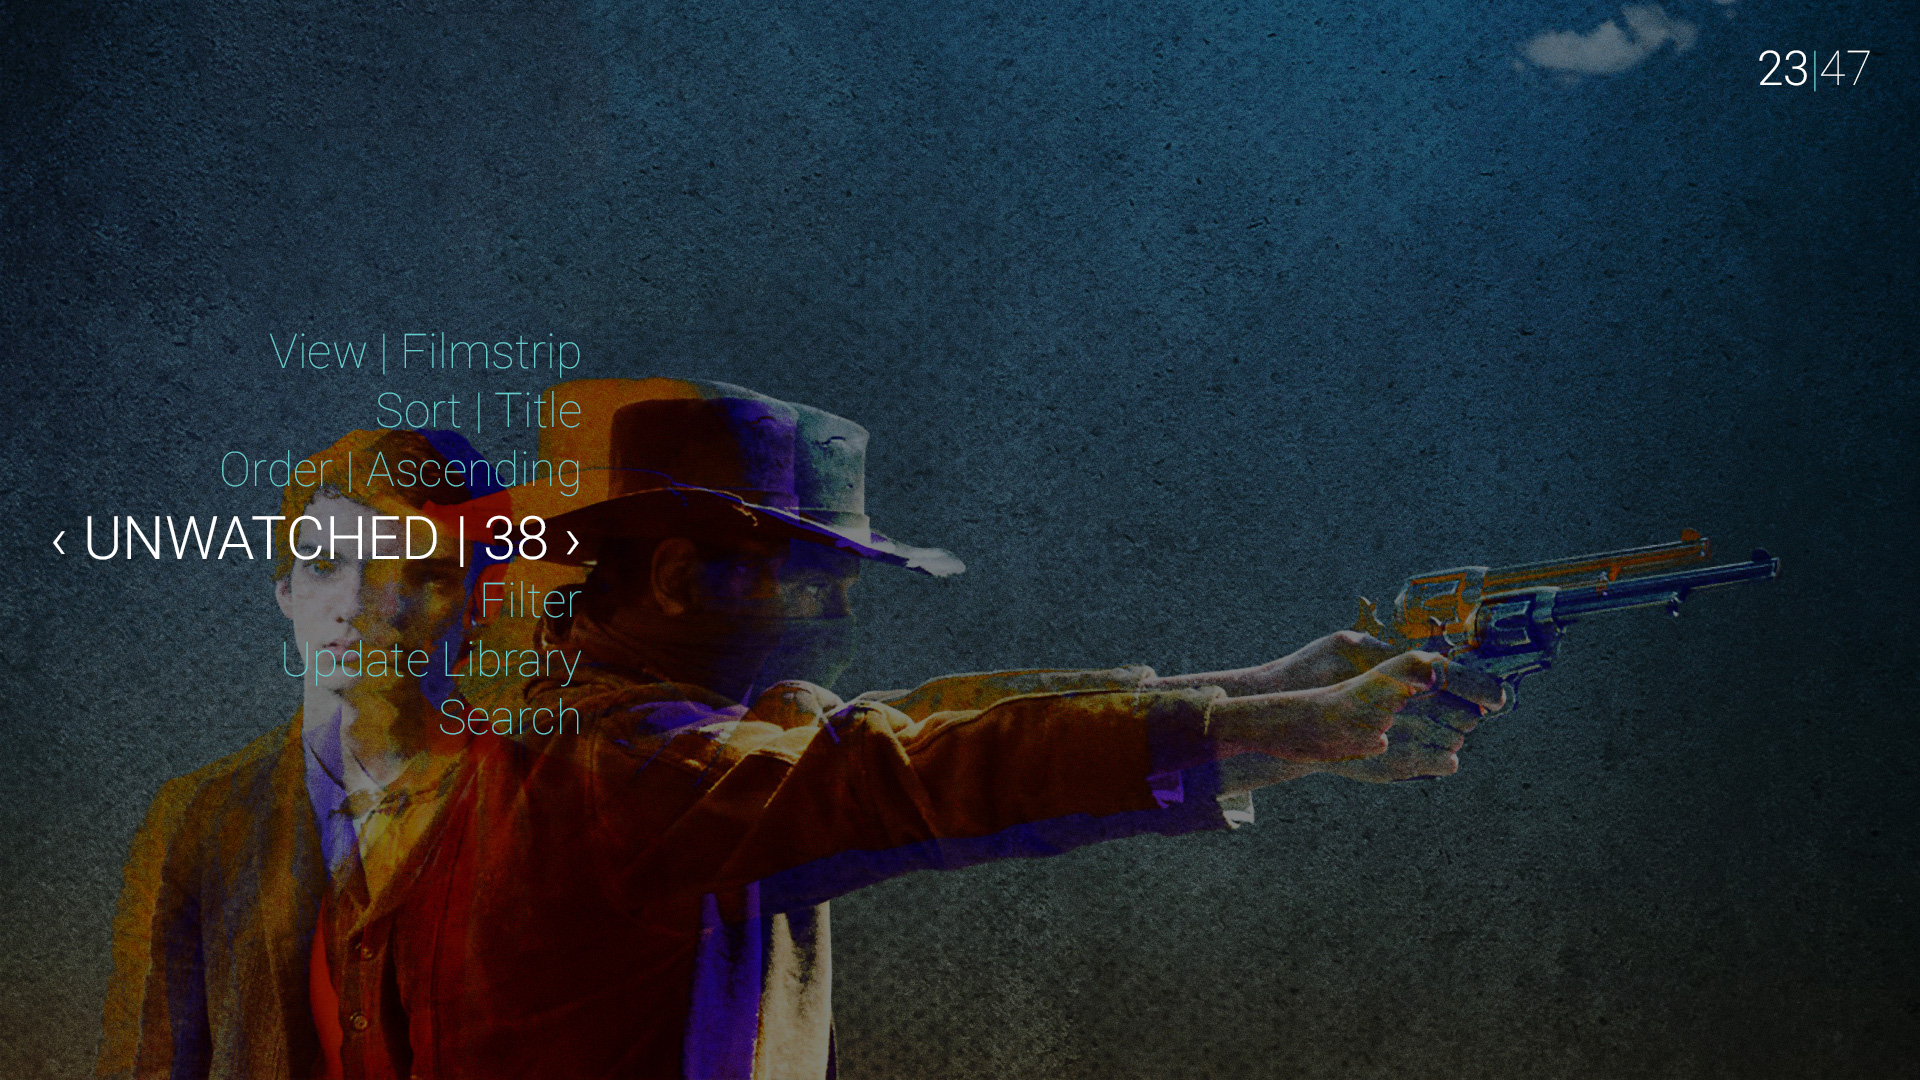 23|47
View | Filmstrip
Sort | Title
Order | Ascending
‹ UNWATCHED | 38 ›
Filter
Update Library
Search